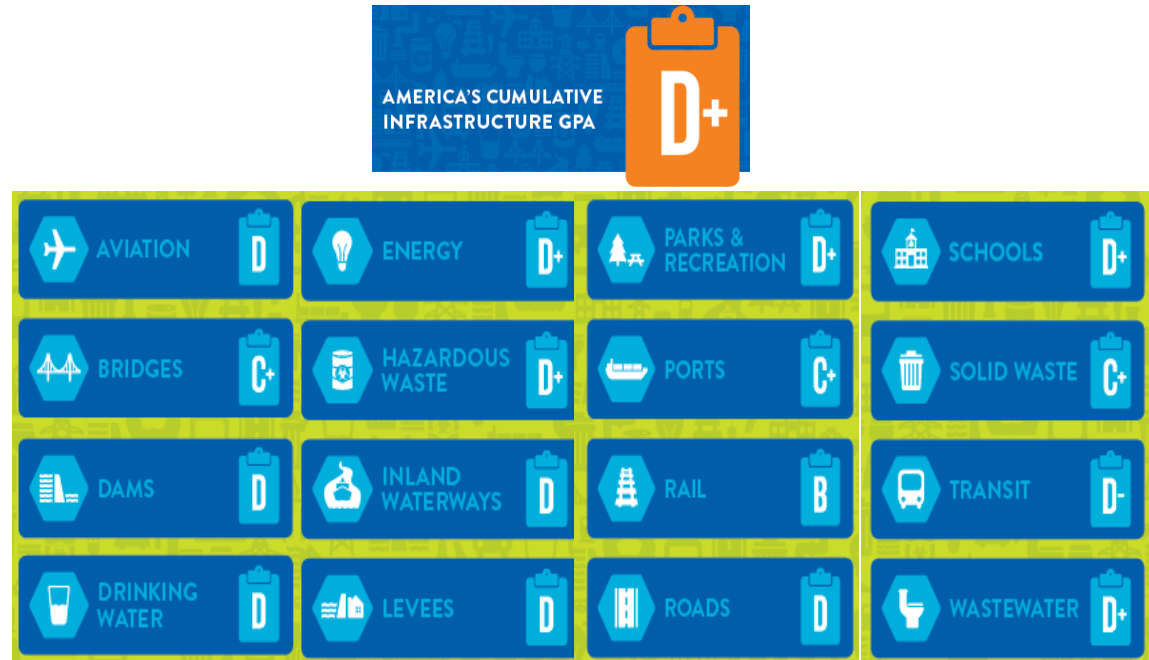 AMERICA'S CUMULATIVE
INFRASTRUCTURE GPA
D+
AVIATION
D
ENERGY
D+
PARKS &
RECREATION
D+
SCHOOLS
D+
BRIDGES
C+
HAZARDOUS
WASTE
D+
PORTS
C+
SOLID WASTE
C+
DAMS
D
INLAND
WATERWAYS
D
RAIL
B
TRANSIT
D-
DRINKING
WATER
D
LEVEES
D
ROADS
D
WASTEWATER
D+